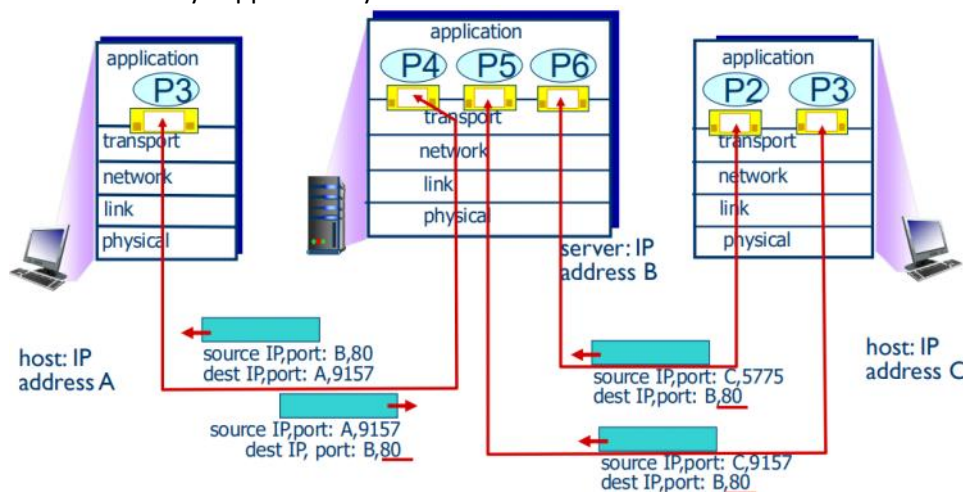 application
P3
transport
network
link
physical
host: IP
address A
application
P4 P5 P6
transport
network
link
physical
server: IP
address B
application
P2 P3
transport
network
link
physical
host: IP
address C
source IP,port: B,80
dest IP,port: A,9157
source IP,port: A,9157
dest IP, port: B,80
source IP,port: C,5775
dest IP,port: B,80
source IP,port: C,9157
dest IP,port: B,80